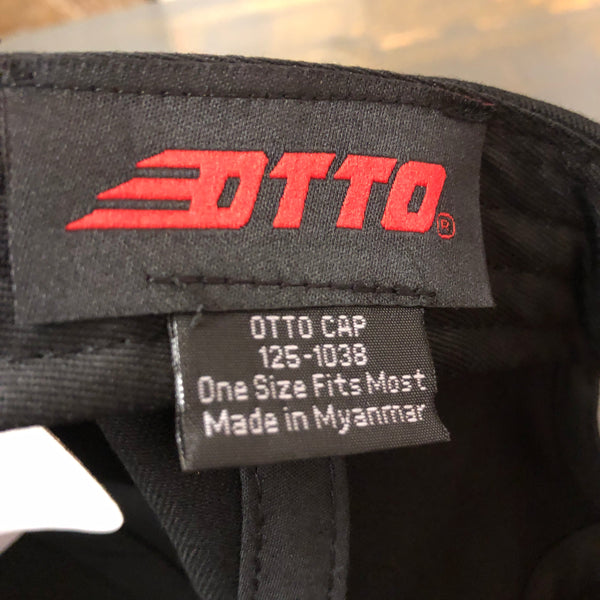 OTTO®
OTTO CAP
125-1038
One Size Fits Most
Made in Myanmar